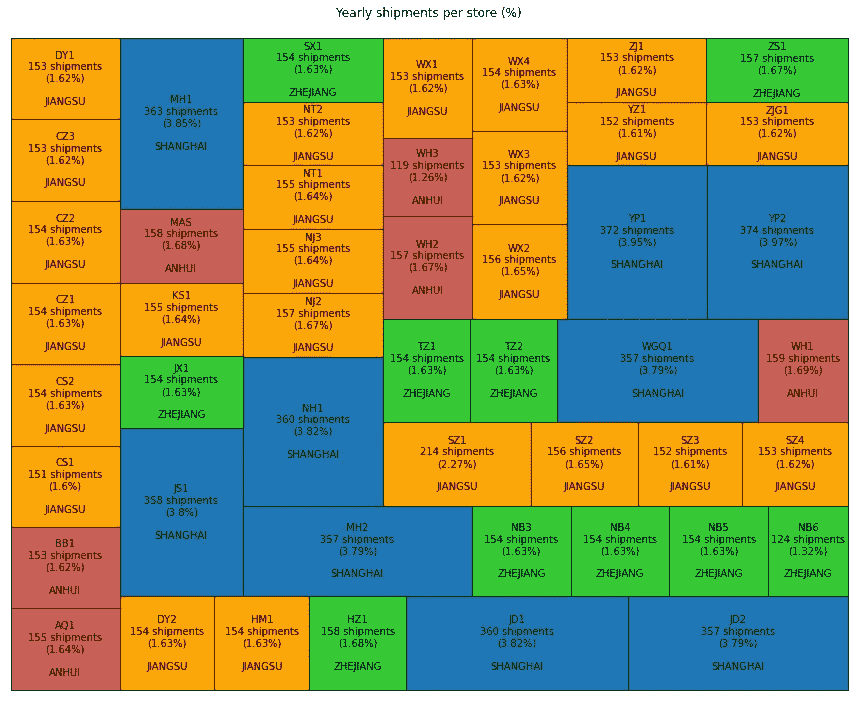 Yearly shipments per store (%)
DY1
153 shipments
(1.62%)
JIANGSU
CZ3
153 shipments
(1.62%)
JIANGSU
CZ2
154 shipments
(1.63%)
JIANGSU
CZ1
154 shipments
(1.63%)
JIANGSU
CS2
154 shipments
(1.63%)
JIANGSU
CS1
151 shipments
(1.6%)
JIANGSU
BB1
153 shipments
(1.62%)
ANHUI
AQ1
155 shipments
(1.64%)
ANHUI
MH1
363 shipments
(3.85%)
SHANGHAI
MAS
158 shipments
(1.68%)
ANHUI
KS1
155 shipments
(1.64%)
JIANGSU
JX1
154 shipments
(1.63%)
ZHEJIANG
JS1
358 shipments
(3.8%)
SHANGHAI
DY2
154 shipments
(1.63%)
JIANGSU
HM1
154 shipments
(1.63%)
JIANGSU
HZ1
158 shipments
(1.68%)
ZHEJIANG
JD1
360 shipments
(3.82%)
SHANGHAI
JD2
357 shipments
(3.79%)
SHANGHAI
SX1
154 shipments
(1.63%)
ZHEJIANG
NT2
153 shipments
(1.62%)
JIANGSU
NT1
155 shipments
(1.64%)
JIANGSU
NJ3
155 shipments
(1.64%)
JIANGSU
NJ2
157 shipments
(1.67%)
JIANGSU
NH1
360 shipments
(3.82%)
SHANGHAI
MH2
357 shipments
(3.79%)
SHANGHAI
NB3
154 shipments
(1.63%)
ZHEJIANG
NB4
154 shipments
(1.63%)
ZHEJIANG
NB5
154 shipments
(1.63%)
ZHEJIANG
NB6
124 shipments
(1.32%)
ZHEJIANG
WX1
153 shipments
(1.62%)
JIANGSU
WH3
119 shipments
(1.26%)
ANHUI
WH2
157 shipments
(1.67%)
ANHUI
WX4
154 shipments
(1.63%)
JIANGSU
WX3
153 shipments
(1.62%)
JIANGSU
WX2
156 shipments
(1.65%)
JIANGSU
ZJ1
153 shipments
(1.62%)
JIANGSU
ZS1
157 shipments
(1.67%)
ZHEJIANG
YZ1
152 shipments
(1.61%)
JIANGSU
ZJG1
153 shipments
(1.62%)
JIANGSU
YP1
372 shipments
(3.95%)
SHANGHAI
YP2
374 shipments
(3.97%)
SHANGHAI
TZ1
154 shipments
(1.63%)
ZHEJIANG
TZ2
154 shipments
(1.63%)
ZHEJIANG
WGQ1
357 shipments
(3.79%)
SHANGHAI
WH1
159 shipments
(1.69%)
ANHUI
SZ1
214 shipments
(2.27%)
JIANGSU
SZ2
156 shipments
(1.65%)
JIANGSU
SZ3
152 shipments
(1.61%)
JIANGSU
SZ4
153 shipments
(1.62%)
JIANGSU